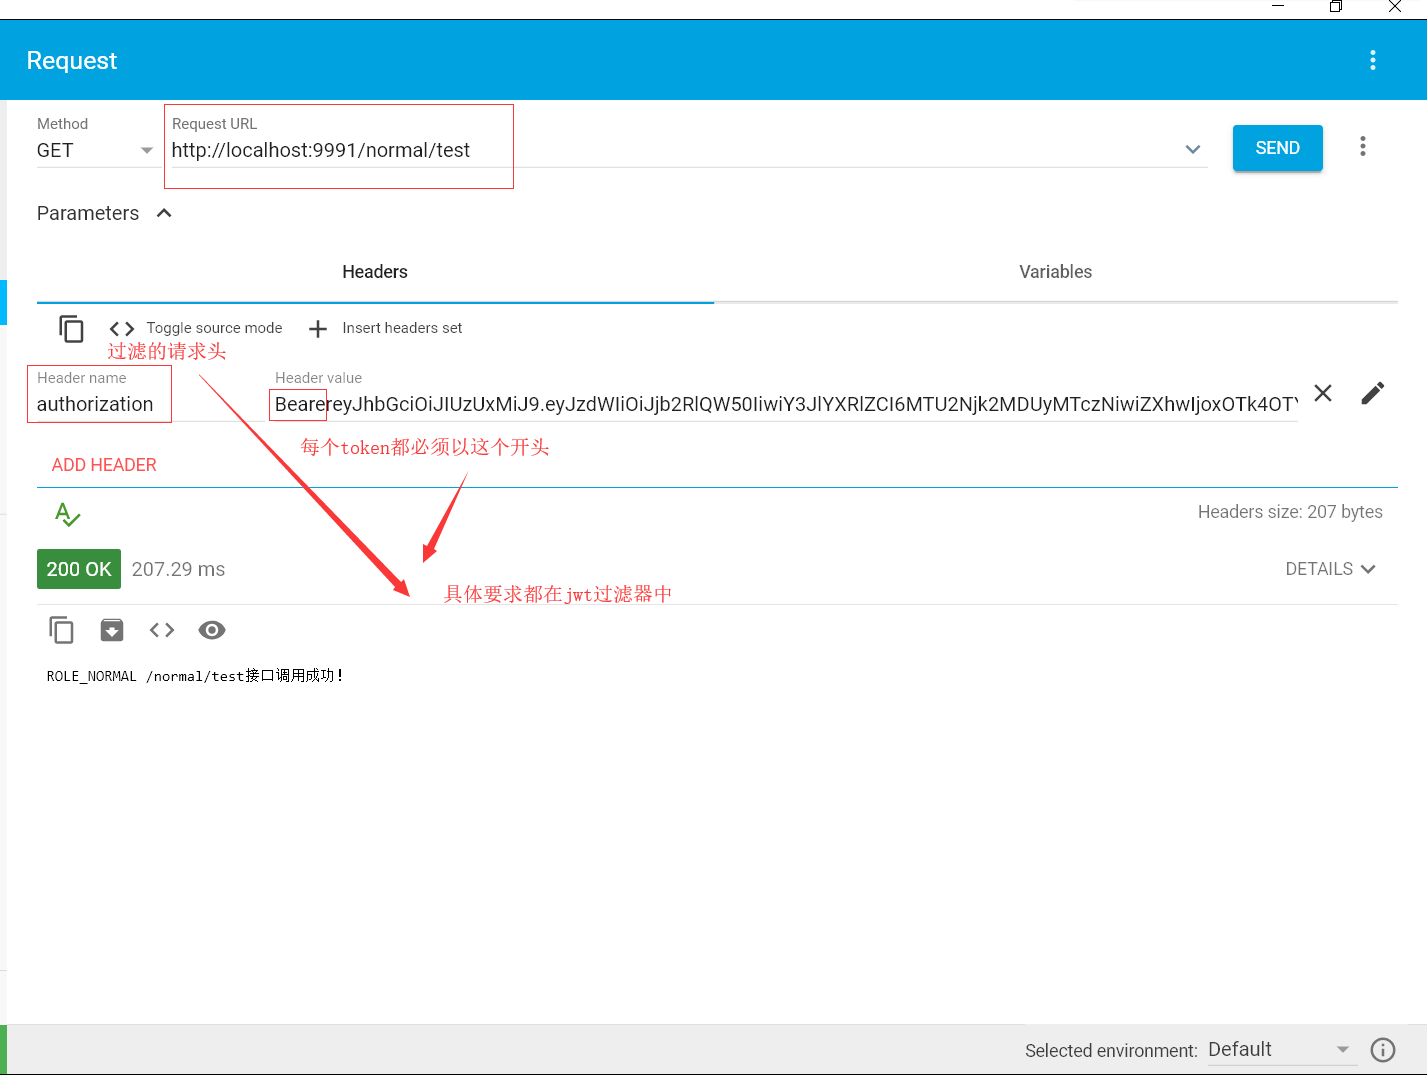 Request
Method
GET
Request URL
http://localhost:9991/normal/test
SEND
Parameters
Headers
Variables
Toggle source mode
Insert headers set
过滤的请求头
Header name
authorization
Header value
BearereyJhbGciOiJIUzUxMiJ9.eyJzdWIiOiJjb2RlQW50IiwiY3JlYXRlZCI6MTU2Njk2MDUyMTczNiwiZXhwIjoxOTk4OTY
每个token都必须以这个开头
ADD HEADER
Headers size: 207 bytes
200 OK
207.29 ms
DETAILS
具体要求都在jwt过滤器中
ROLE_NORMAL /normal/test接口调用成功!
Selected environment:
Default